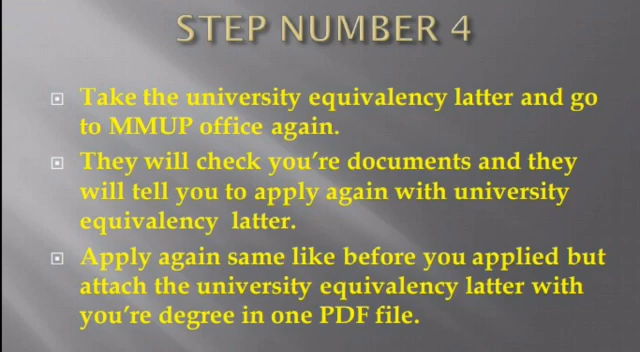 STEP NUMBER 4
Take the university equivalency latter and go
to MMUP office again.
They will check you're documents and they
will tell you to apply again with university
equivalency latter.
Apply again same like before you applied but
attach the university equivalency latter with
you're degree in one PDF file.